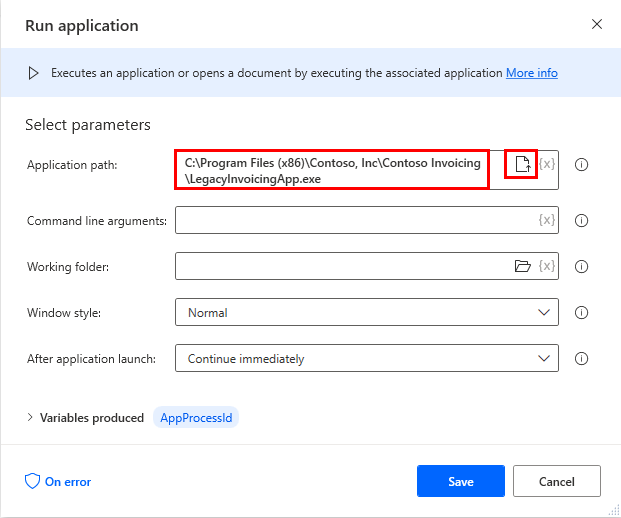 Run application
Executes an application or opens a document by executing the associated application More info
Select parameters
Application path:
C:\Program Files (x86)\Contoso, Inc\Contoso Invoicing
\LegacyInvoicingApp.exe
{x}
Command line arguments:
{x}
Working folder:
{x}
Window style:
Normal
After application launch:
Continue immediately
Variables produced AppProcessId
On error
Save
Cancel